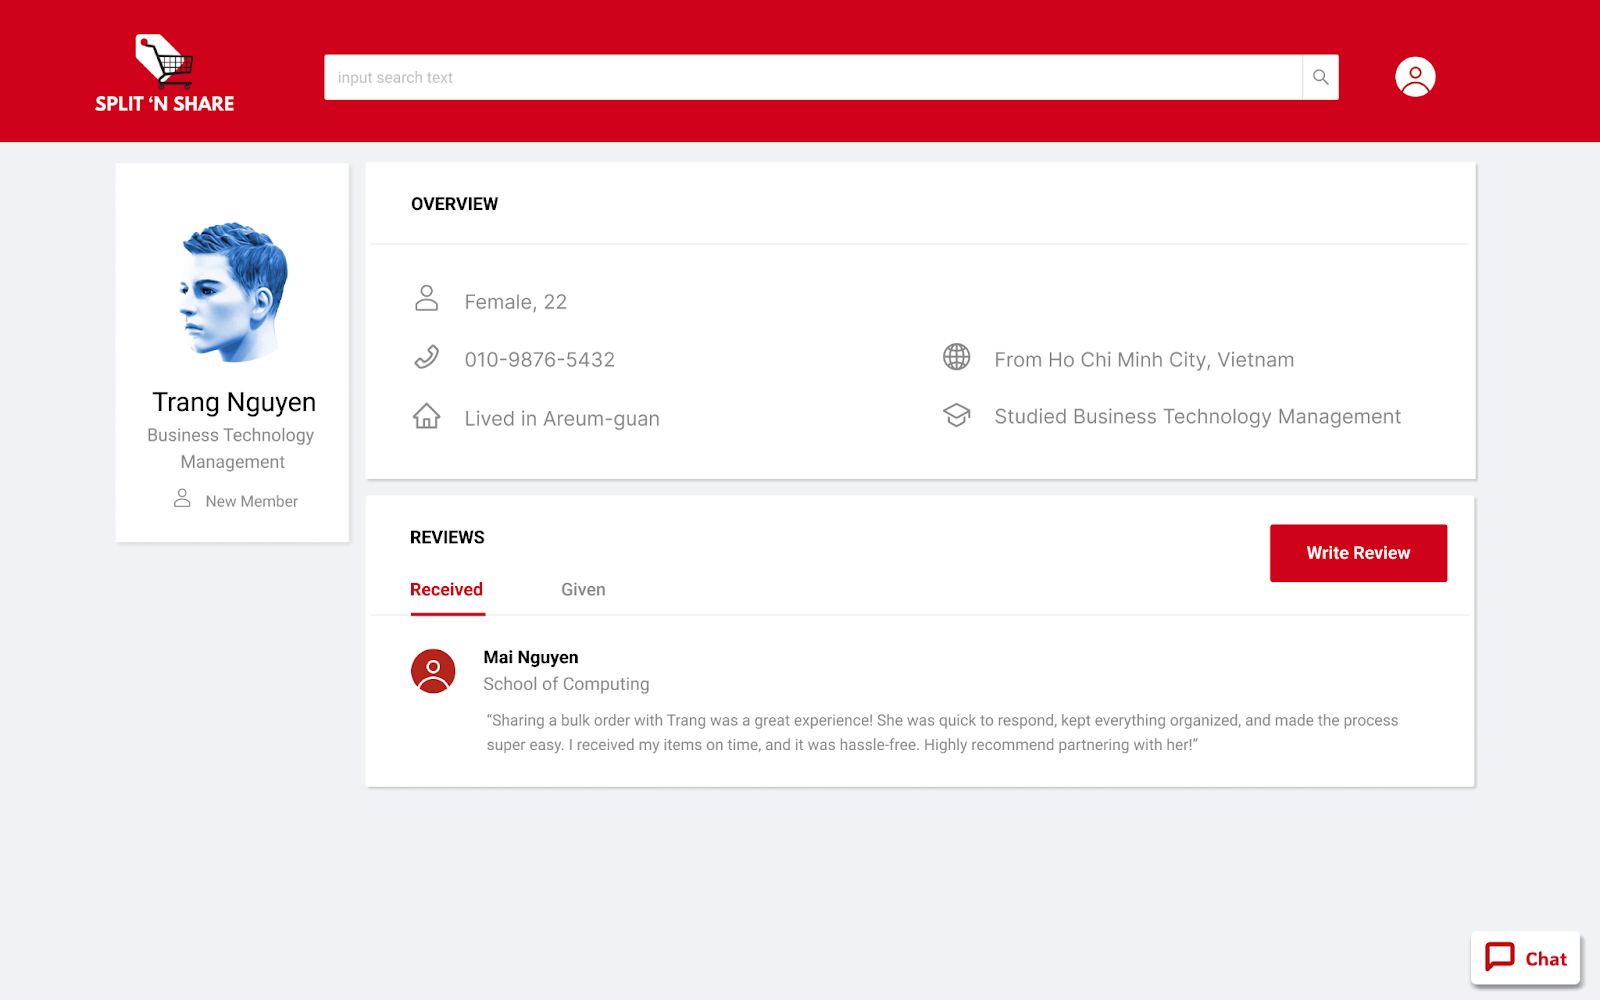 SPLIT ‘N SHARE
input search text
Trang Nguyen
Business Technology
Management
New Member
OVERVIEW
Female, 22
010-9876-5432
Lived in Areum-guan
From Ho Chi Minh City, Vietnam
Studied Business Technology Management
REVIEWS
Write Review
Received
Given
Mai Nguyen
School of Computing
“Sharing a bulk order with Trang was a great experience! She was quick to respond, kept everything organized, and made the process
super easy. I received my items on time, and it was hassle-free. Highly recommend partnering with her!”
Chat